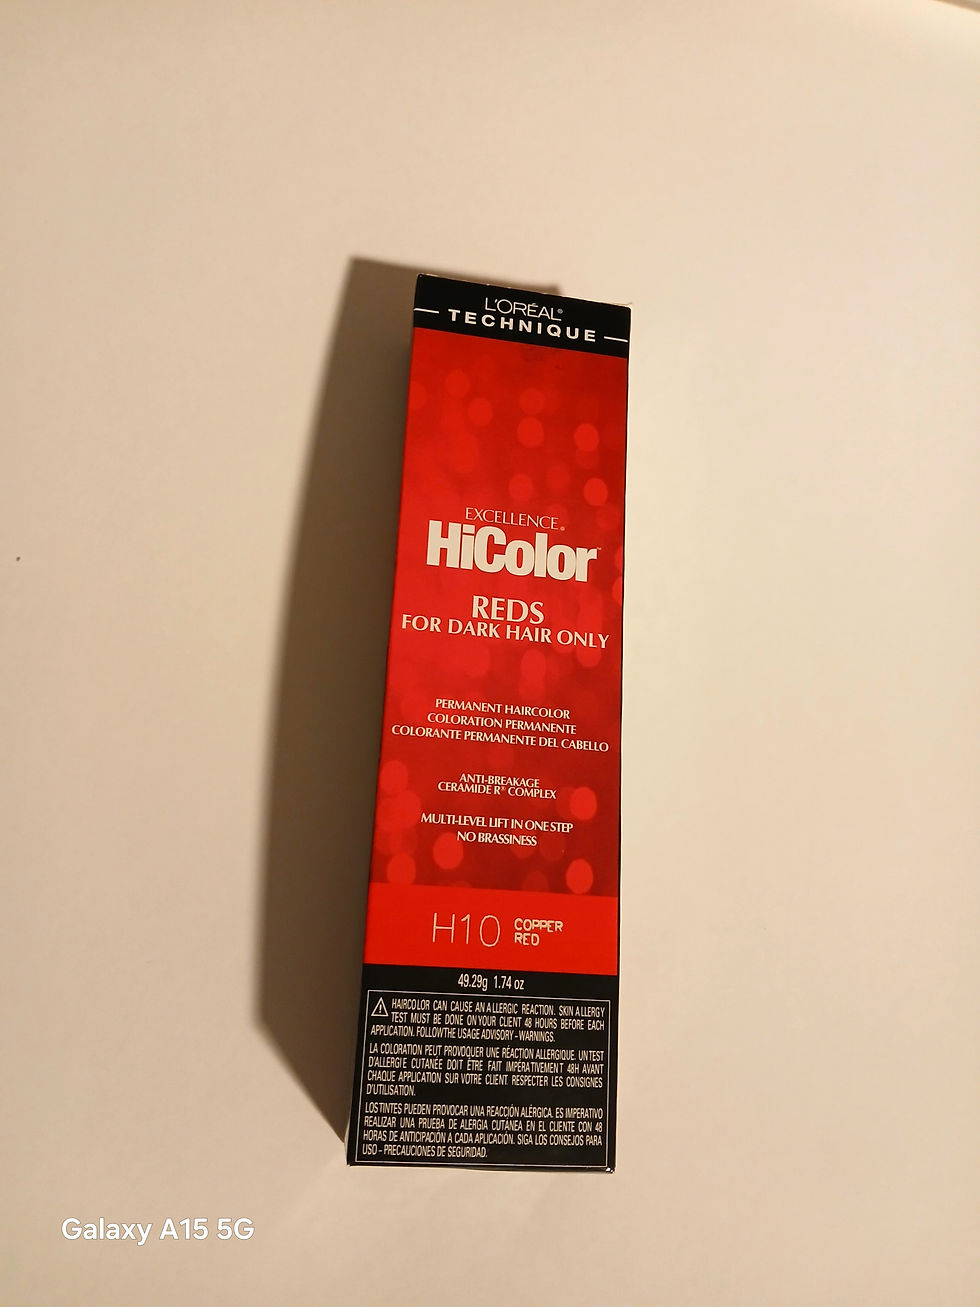 L'ORÉAL®
TECHNIQUE
EXCELLENCE®
HiColor™
REDS
FOR DARK HAIR ONLY
PERMANENT HAIRCOLOR
COLORATION PERMANENTE
COLORANTE PERMANENTE DEL CABELLO
ANTI-BREAKAGE
CERAMIDE R® COMPLEX
MULTI-LEVEL LIFT IN ONE STEP
NO BRASSINESS
H10 COPPER
RED
49.29g 1.74 oz
HAIRCOLOR CAN CAUSE AN ALLERGIC REACTION. SKIN ALLERGY
TEST MUST BE DONE ON YOUR CLIENT 48 HOURS BEFORE EACH
APPLICATION. FOLLOW THE USAGE ADVISORY - WARNINGS.
LA COLORATION PEUT PROVOQUER UNE RÉACTION ALLERGIQUE. UN TEST
D'ALLERGIE CUTANÉE DOIT ÊTRE FAIT IMPÉRATIVEMENT 48H AVANT
CHAQUE APPLICATION SUR VOTRE CLIENT. RESPECTER LES CONSIGNES
D'UTILISATION.
LOS TINTES PUEDEN PROVOCAR UNA REACCIÓN ALÉRGICA. ES IMPERATIVO
REALIZAR UNA PRUEBA DE ALERGIA CUTÁNEA EN EL CLIENTE CON 48
HORAS DE ANTICIPACIÓN A CADA APLICACIÓN. SIGA LOS CONSEJOS PARA
USO - PRECAUCIONES DE SEGURIDAD.
Galaxy A15 5G